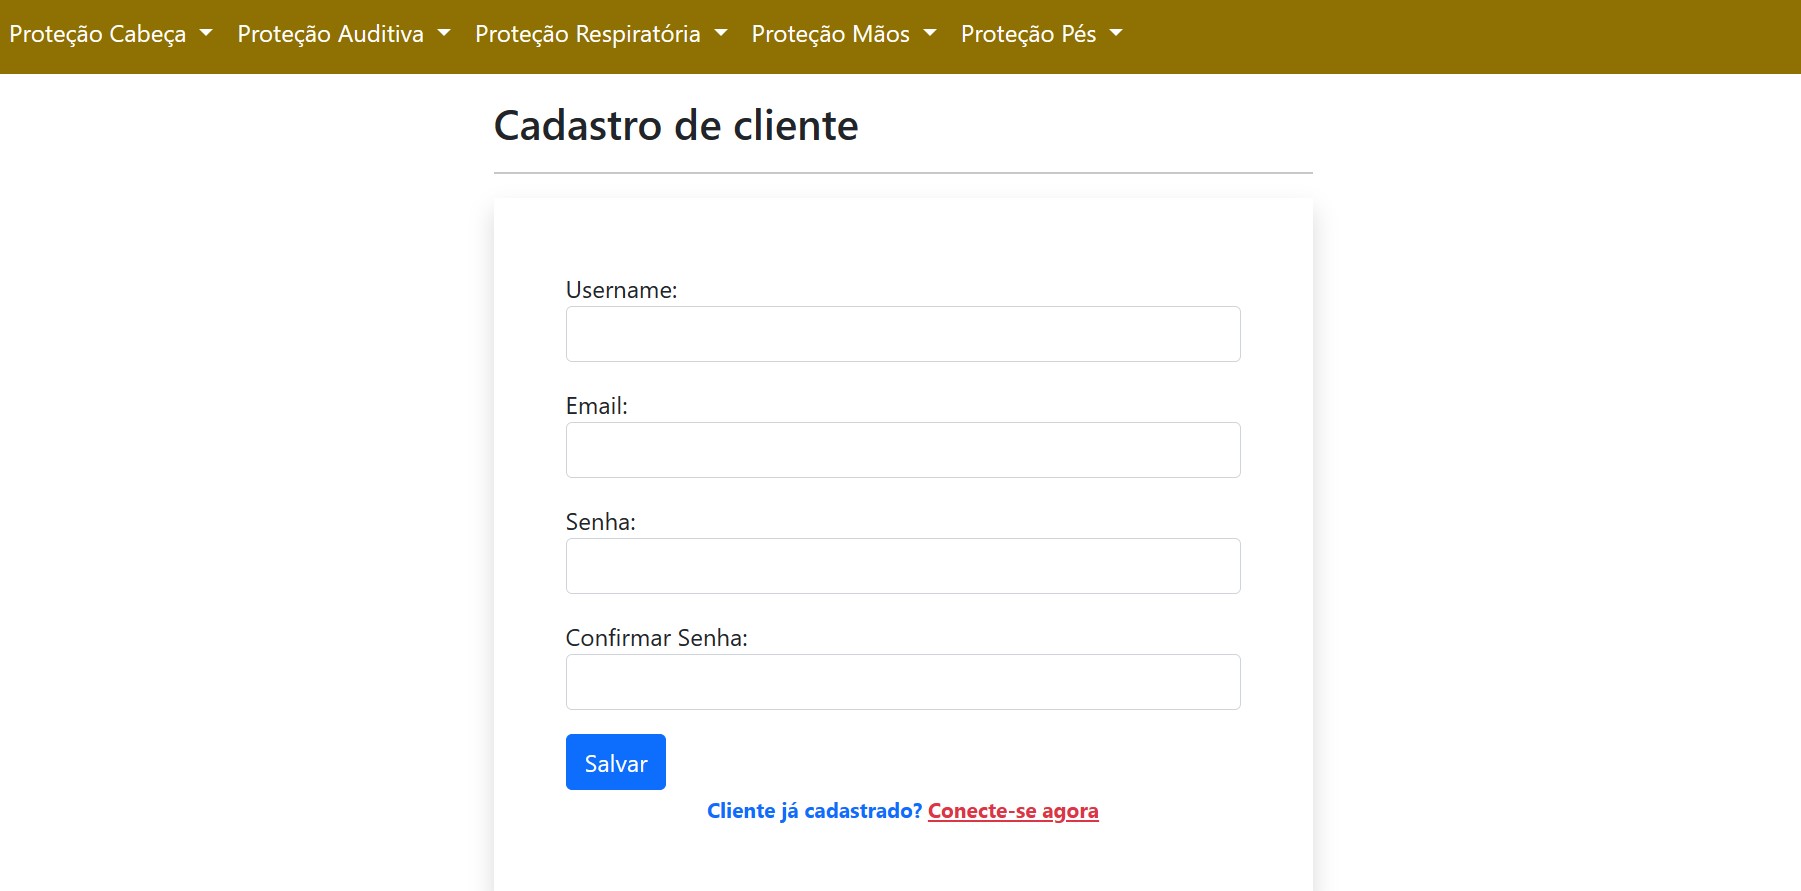 Proteção Cabeça Proteção Auditiva Proteção Respiratória Proteção Mãos Proteção Pés
Cadastro de cliente
Username:
Email:
Senha:
Confirmar Senha:
Salvar
Cliente já cadastrado? Conecte-se agora